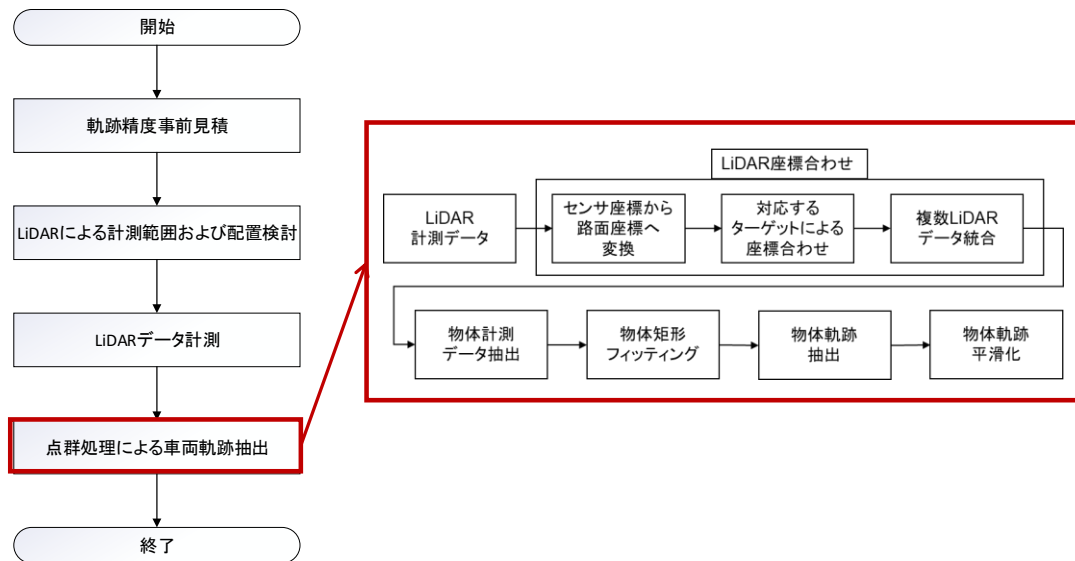 開始
軌跡精度事前見積
LiDARによる計測範囲および配置検討
LiDARデータ計測
点群処理による車両軌跡抽出
終了
LiDAR座標合わせ
LiDAR
計測データ
センサ座標から
路面座標へ
変換
対応する
ターゲットによる
座標合わせ
複数LiDAR
データ統合
物体計測
データ抽出
物体矩形
フィッティング
物体軌跡
抽出
物体軌跡
平滑化